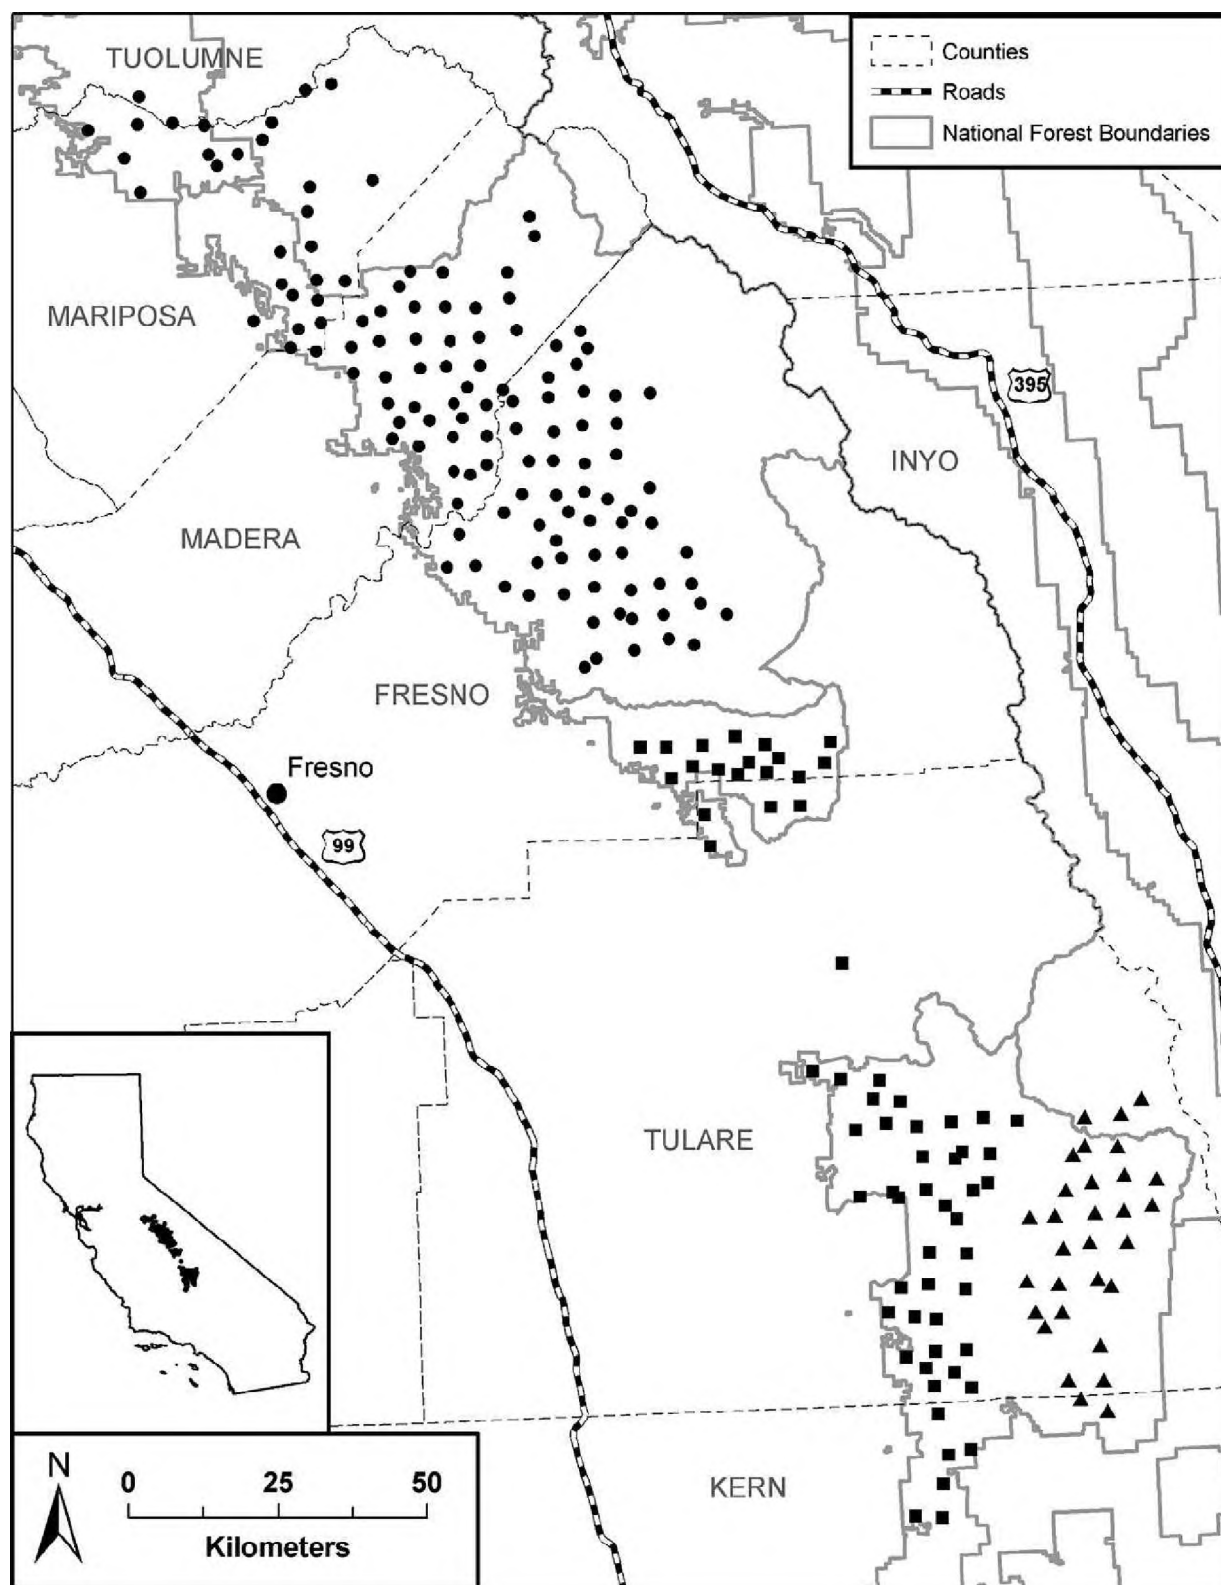 TUOLUMNE
Counties
Roads
National Forest Boundaries
MARIPOSA
395
INYO
MADERA
FRESNO
Fresno
99
TULARE
KERN
N
0 25 50
Kilometers